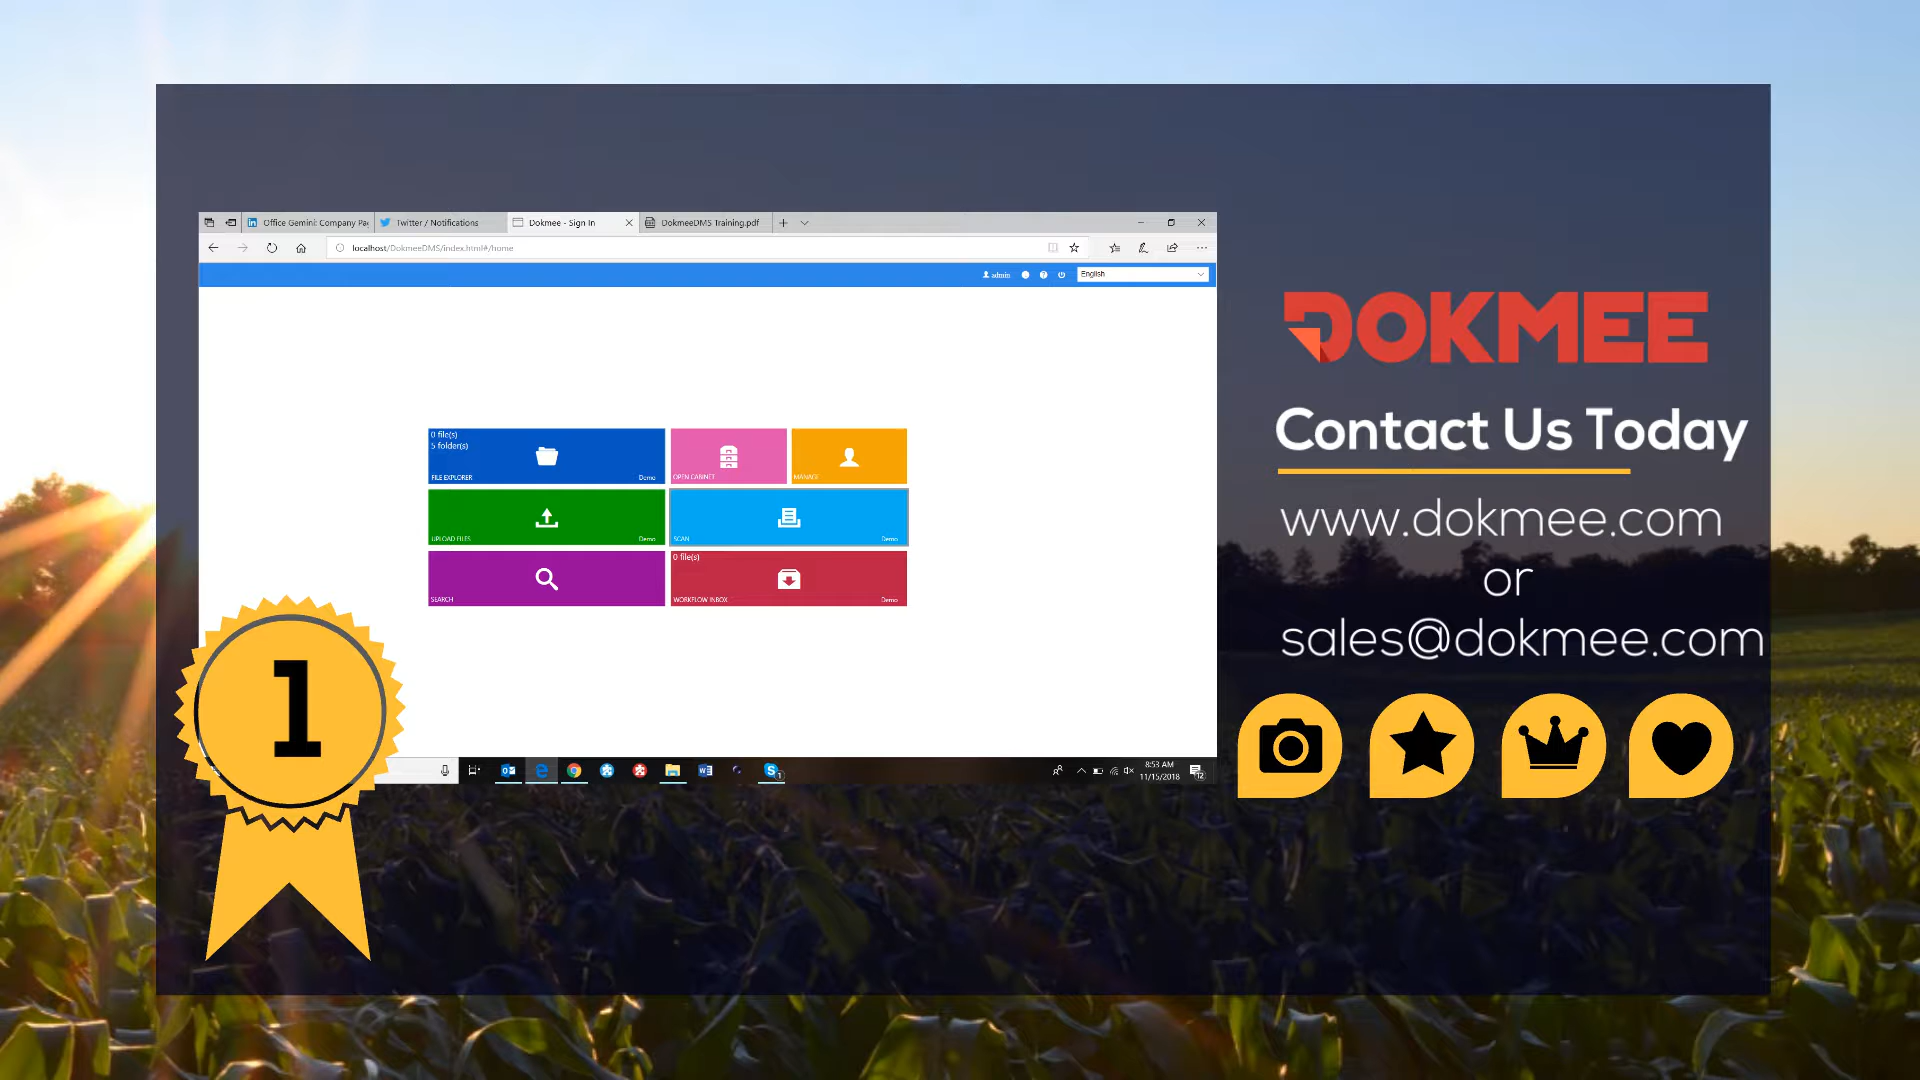 Office Gemini: Company Pag
Twitter / Notifications
Dokmee - Sign In
DokmeeDMS Training.pdf
localhost/DokmeeDMS/index.html#/home
admin
English
0 file(s)
5 folder(s)
FILE EXPLORER
Demo
OPEN CABINET
MANAGE
UPLOAD FILES
Demo
SCAN
Demo
SEARCH
0 file(s)
WORKFLOW INBOX
Demo
8:53 AM
11/15/2018
12
1
1
DOKMEE
Contact Us Today
www.dokmee.com
or
sales@dokmee.com